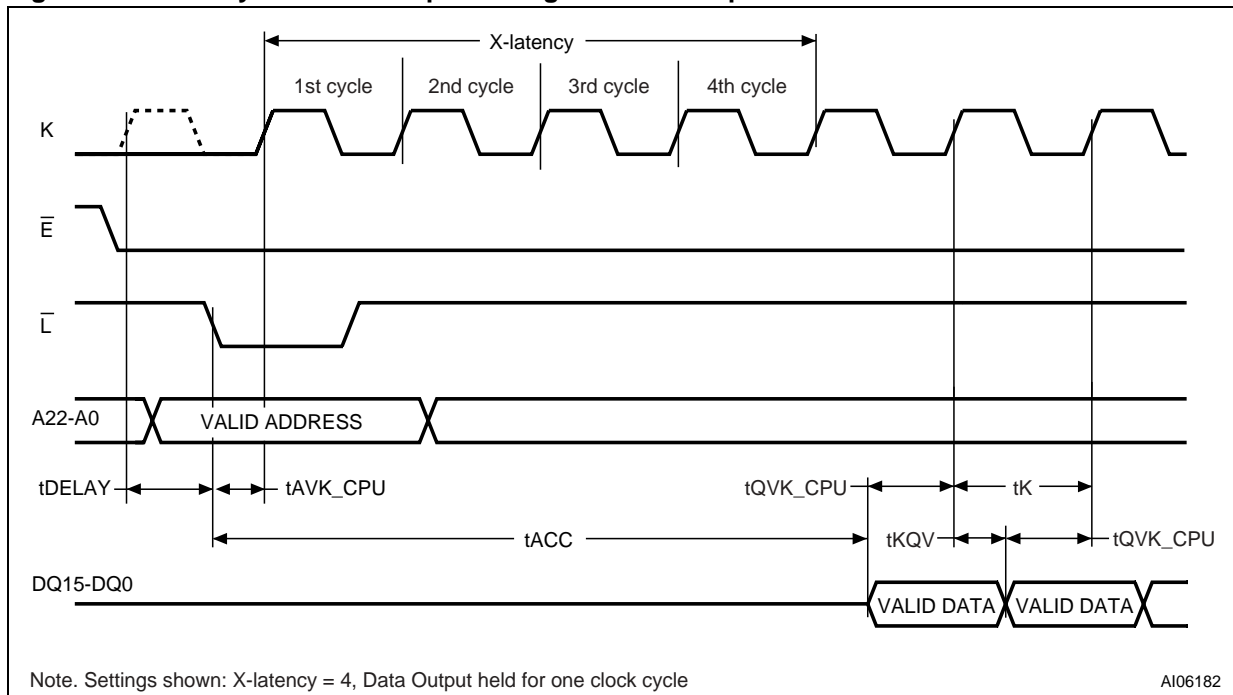 X-latency
1st cycle
2nd cycle
3rd cycle
4th cycle
K
E
L
A22-A0
VALID ADDRESS
tDELAY
tAVK_CPU
tQVK_CPU
tK
tACC
tKQV
tQVK_CPU
DQ15-DQ0
VALID DATA
VALID DATA
Note. Settings shown: X-latency = 4, Data Output held for one clock cycle
AI06182